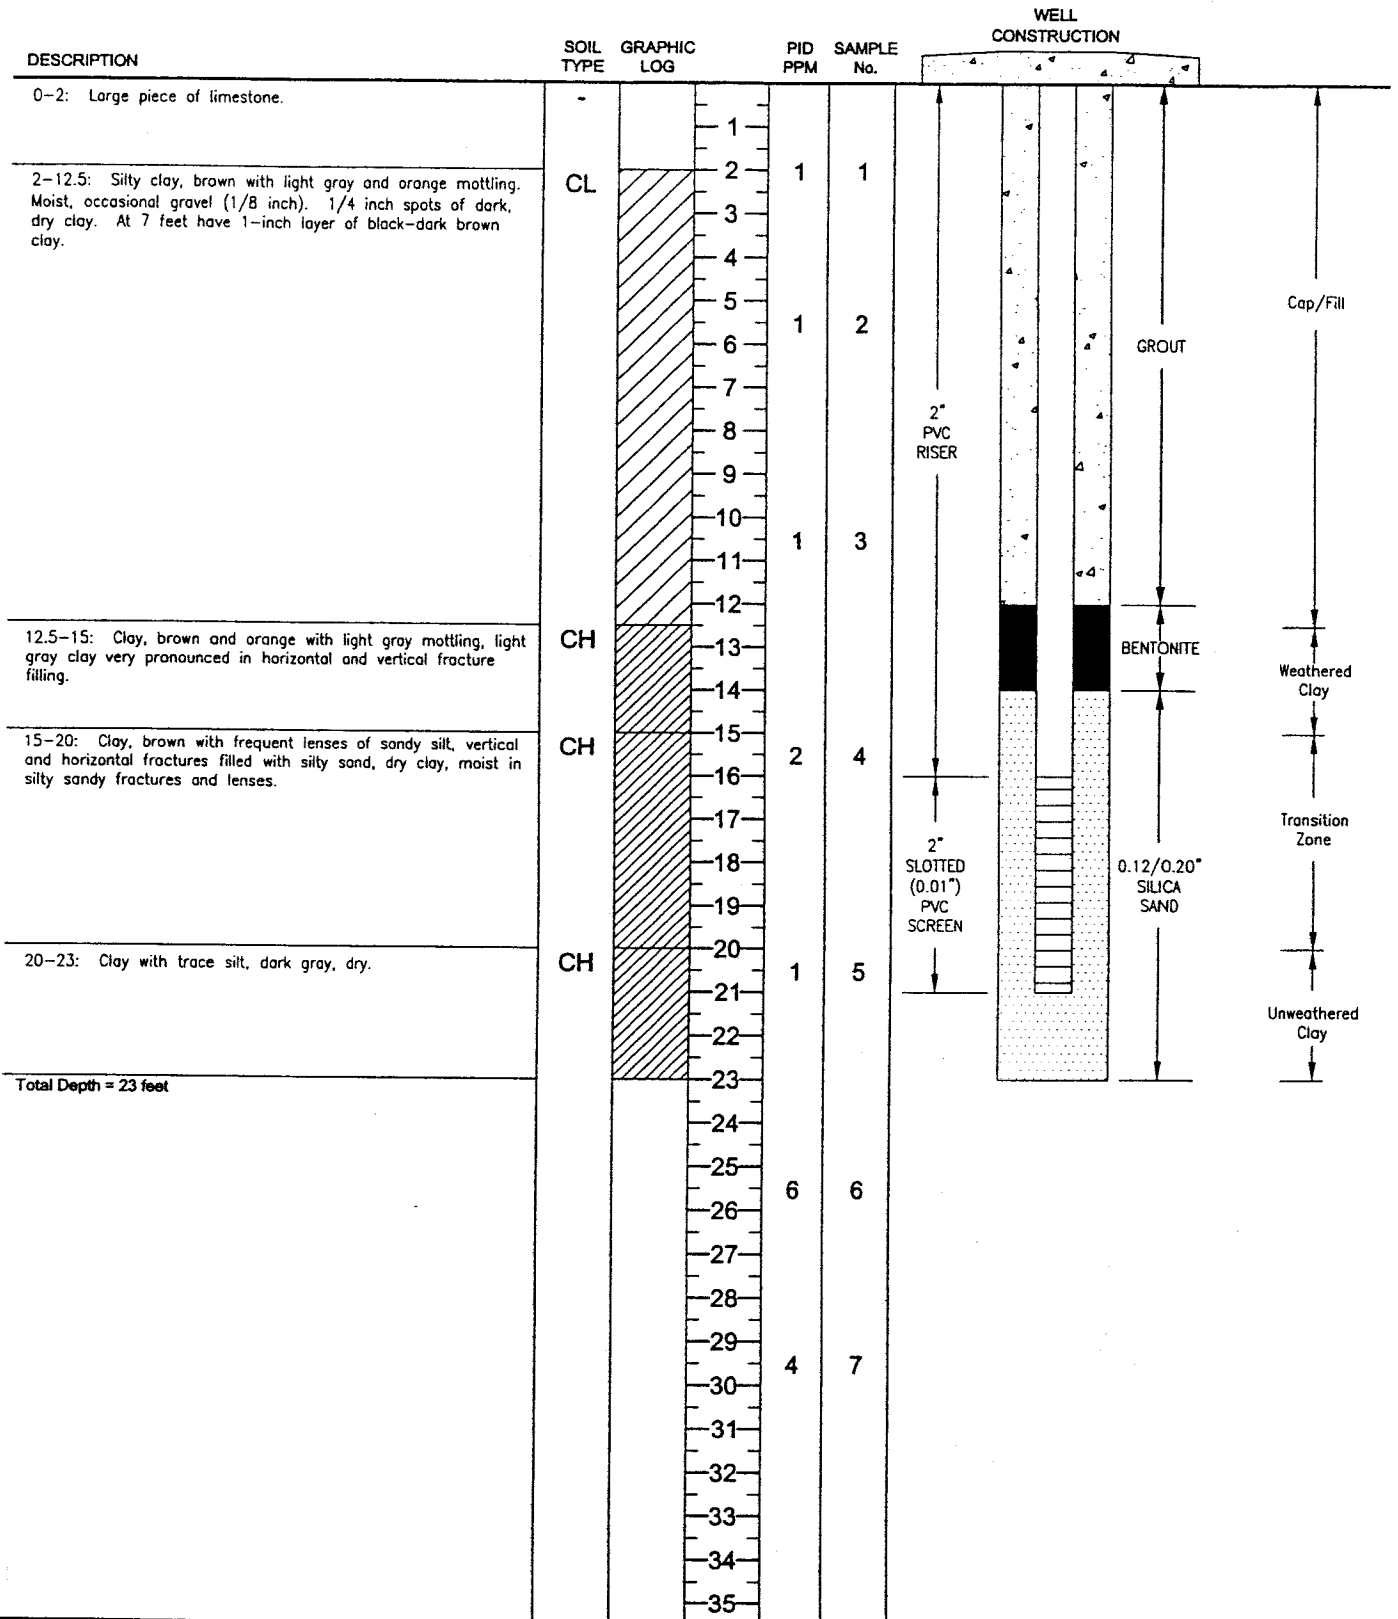 WELL
CONSTRUCTION
DESCRIPTION
SOIL
TYPE
GRAPHIC
LOG
PID
PPM
SAMPLE
No.
0-2: Large piece of limestone.
-
2-12.5: Silty clay, brown with light gray and orange mottling.
Moist, occasional gravel (1/8 inch). 1/4 inch spots of dark,
dry clay. At 7 feet have 1-inch layer of black-dark brown
clay.
CL
12.5-15: Clay, brown and orange with light gray mottling, light
gray clay very pronounced in horizontal and vertical fracture
filling.
CH
15-20: Clay, brown with frequent lenses of sandy silt, vertical
and horizontal fractures filled with silty sand, dry clay, moist in
silty sandy fractures and lenses.
CH
20-23: Clay with trace silt, dark gray, dry.
CH
Total Depth = 23 feet
1
2
3
4
5
6
7
8
9
10
11
12
13
14
15
16
17
18
19
20
21
22
23
24
25
26
27
28
29
30
31
32
33
34
35
1 1
1 2
1 3
2 4
1 5
6 6
4 7
2"
PVC
RISER
2"
SLOTTED
(0.01")
PVC
SCREEN
GROUT
BENTONITE
0.12/0.20"
SILICA
SAND
Cap/Fill
Weathered
Clay
Transition
Zone
Unweathered
Clay